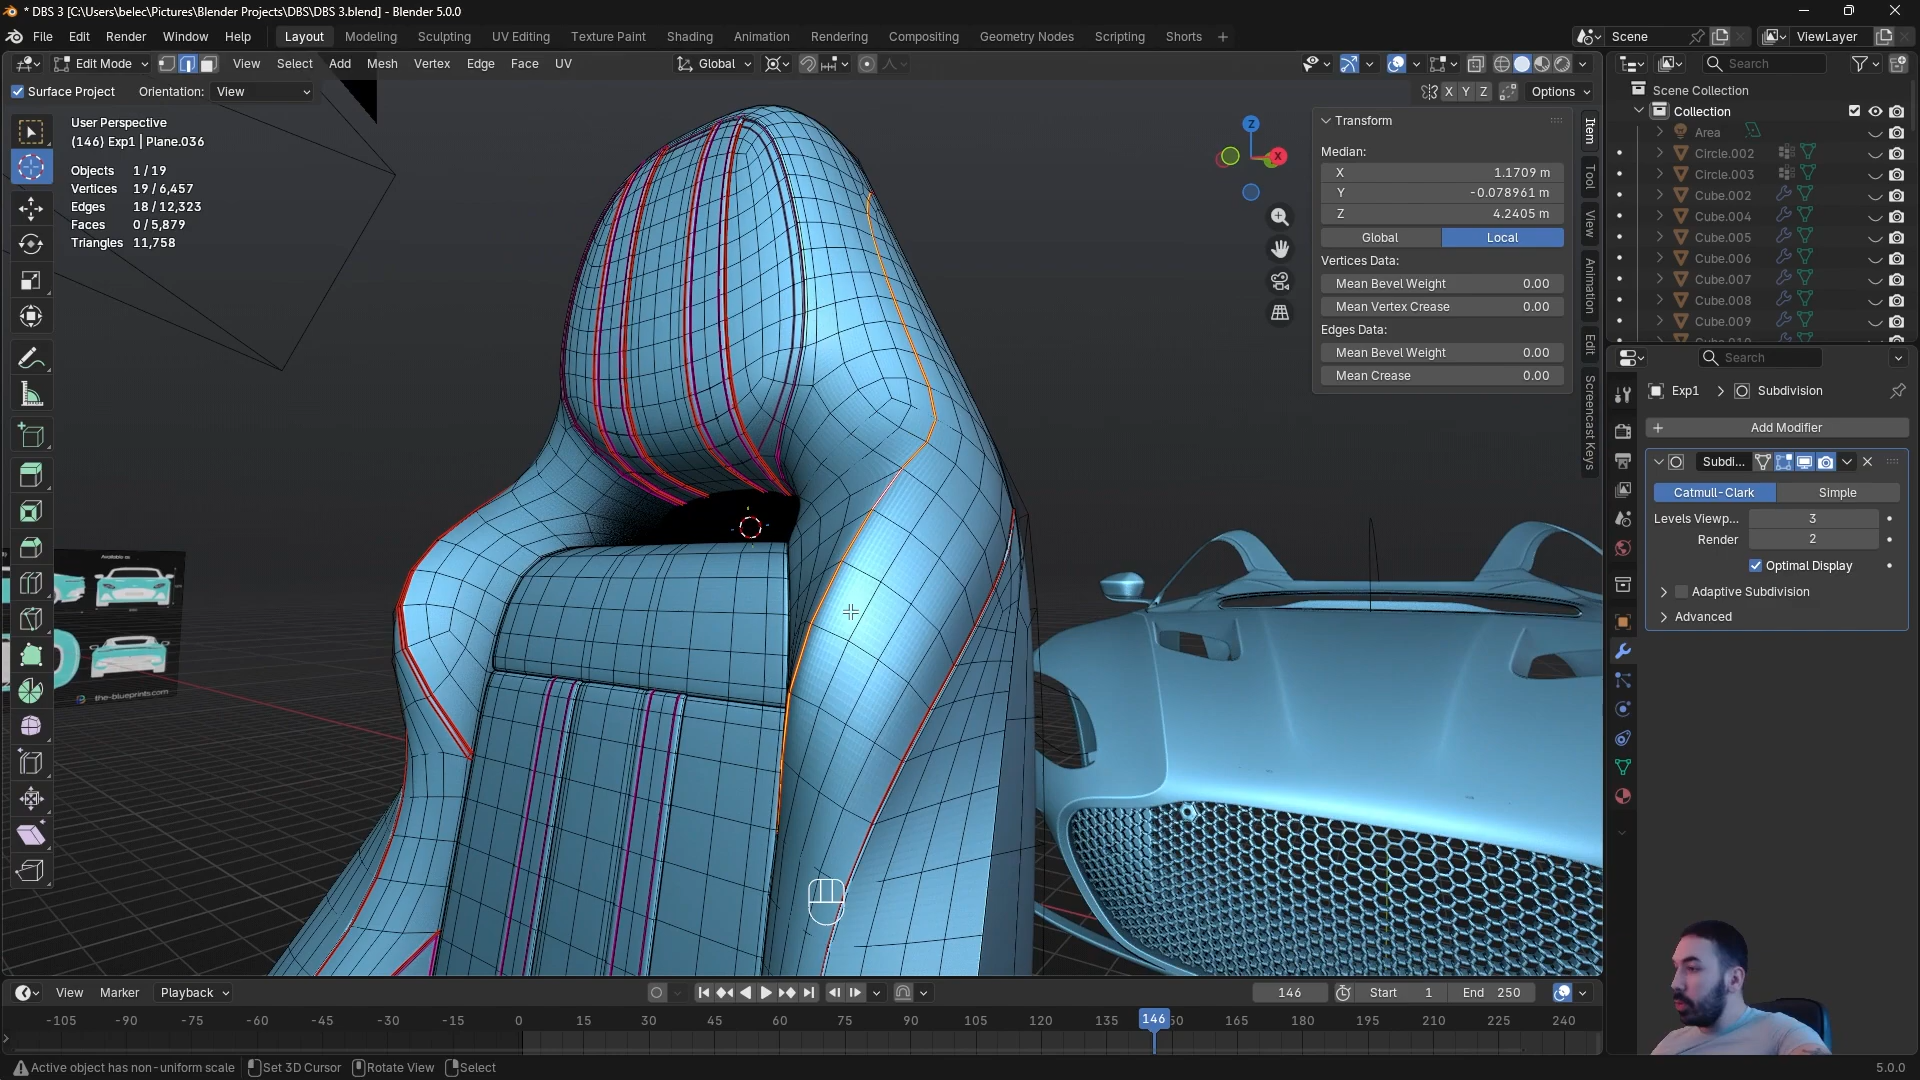 * DBS 3 [C:\Users\belec\Pictures\Blender Projects\DBS\DBS 3.blend] - Blender 5.0.0
File Edit Render Window Help Layout Modeling Sculpting UV Editing Texture Paint Shading Animation Rendering Compositing Geometry Nodes Scripting Shorts Scene ViewLayer
Edit Mode View Select Add Mesh Vertex Edge Face UV Global Search
Surface Project Orientation: View X Y Z Options
Scene Collection
Collection
Area
Circle.002
Circle.003
Cube.002
Cube.004
Cube.005
Cube.006
Cube.007
Cube.008
Cube.009
User Perspective
(146) Exp1 | Plane.036
Objects 1/19
Vertices 19/6,457
Edges 18/12,323
Faces 0/5,879
Triangles 11,758
Z
X
Transform
Median:
X 1.1709 m
Y -0.078961 m
Z 4.2405 m
Global Local
Vertices Data:
Mean Bevel Weight 0.00
Mean Vertex Crease 0.00
Edges Data:
Mean Bevel Weight 0.00
Mean Crease 0.00
Item
Tool
View
Animation
Edit
Screencast Keys
Search
Exp1 Subdivision
Add Modifier
Subdi...
Catmull-Clark Simple
Levels Viewp... 3
Render 2
Optimal Display
Adaptive Subdivision
Advanced
Available as
the-blueprints.com
View Marker Playback 146 Start 1 End 250
-105 -90 -75 -60 -45 -30 -15 0 15 30 45 60 75 90 105 120 135 146 50 165 180 195 210 225 240
Active object has non-uniform scale Set 3D Cursor Rotate View Select 5.0.0